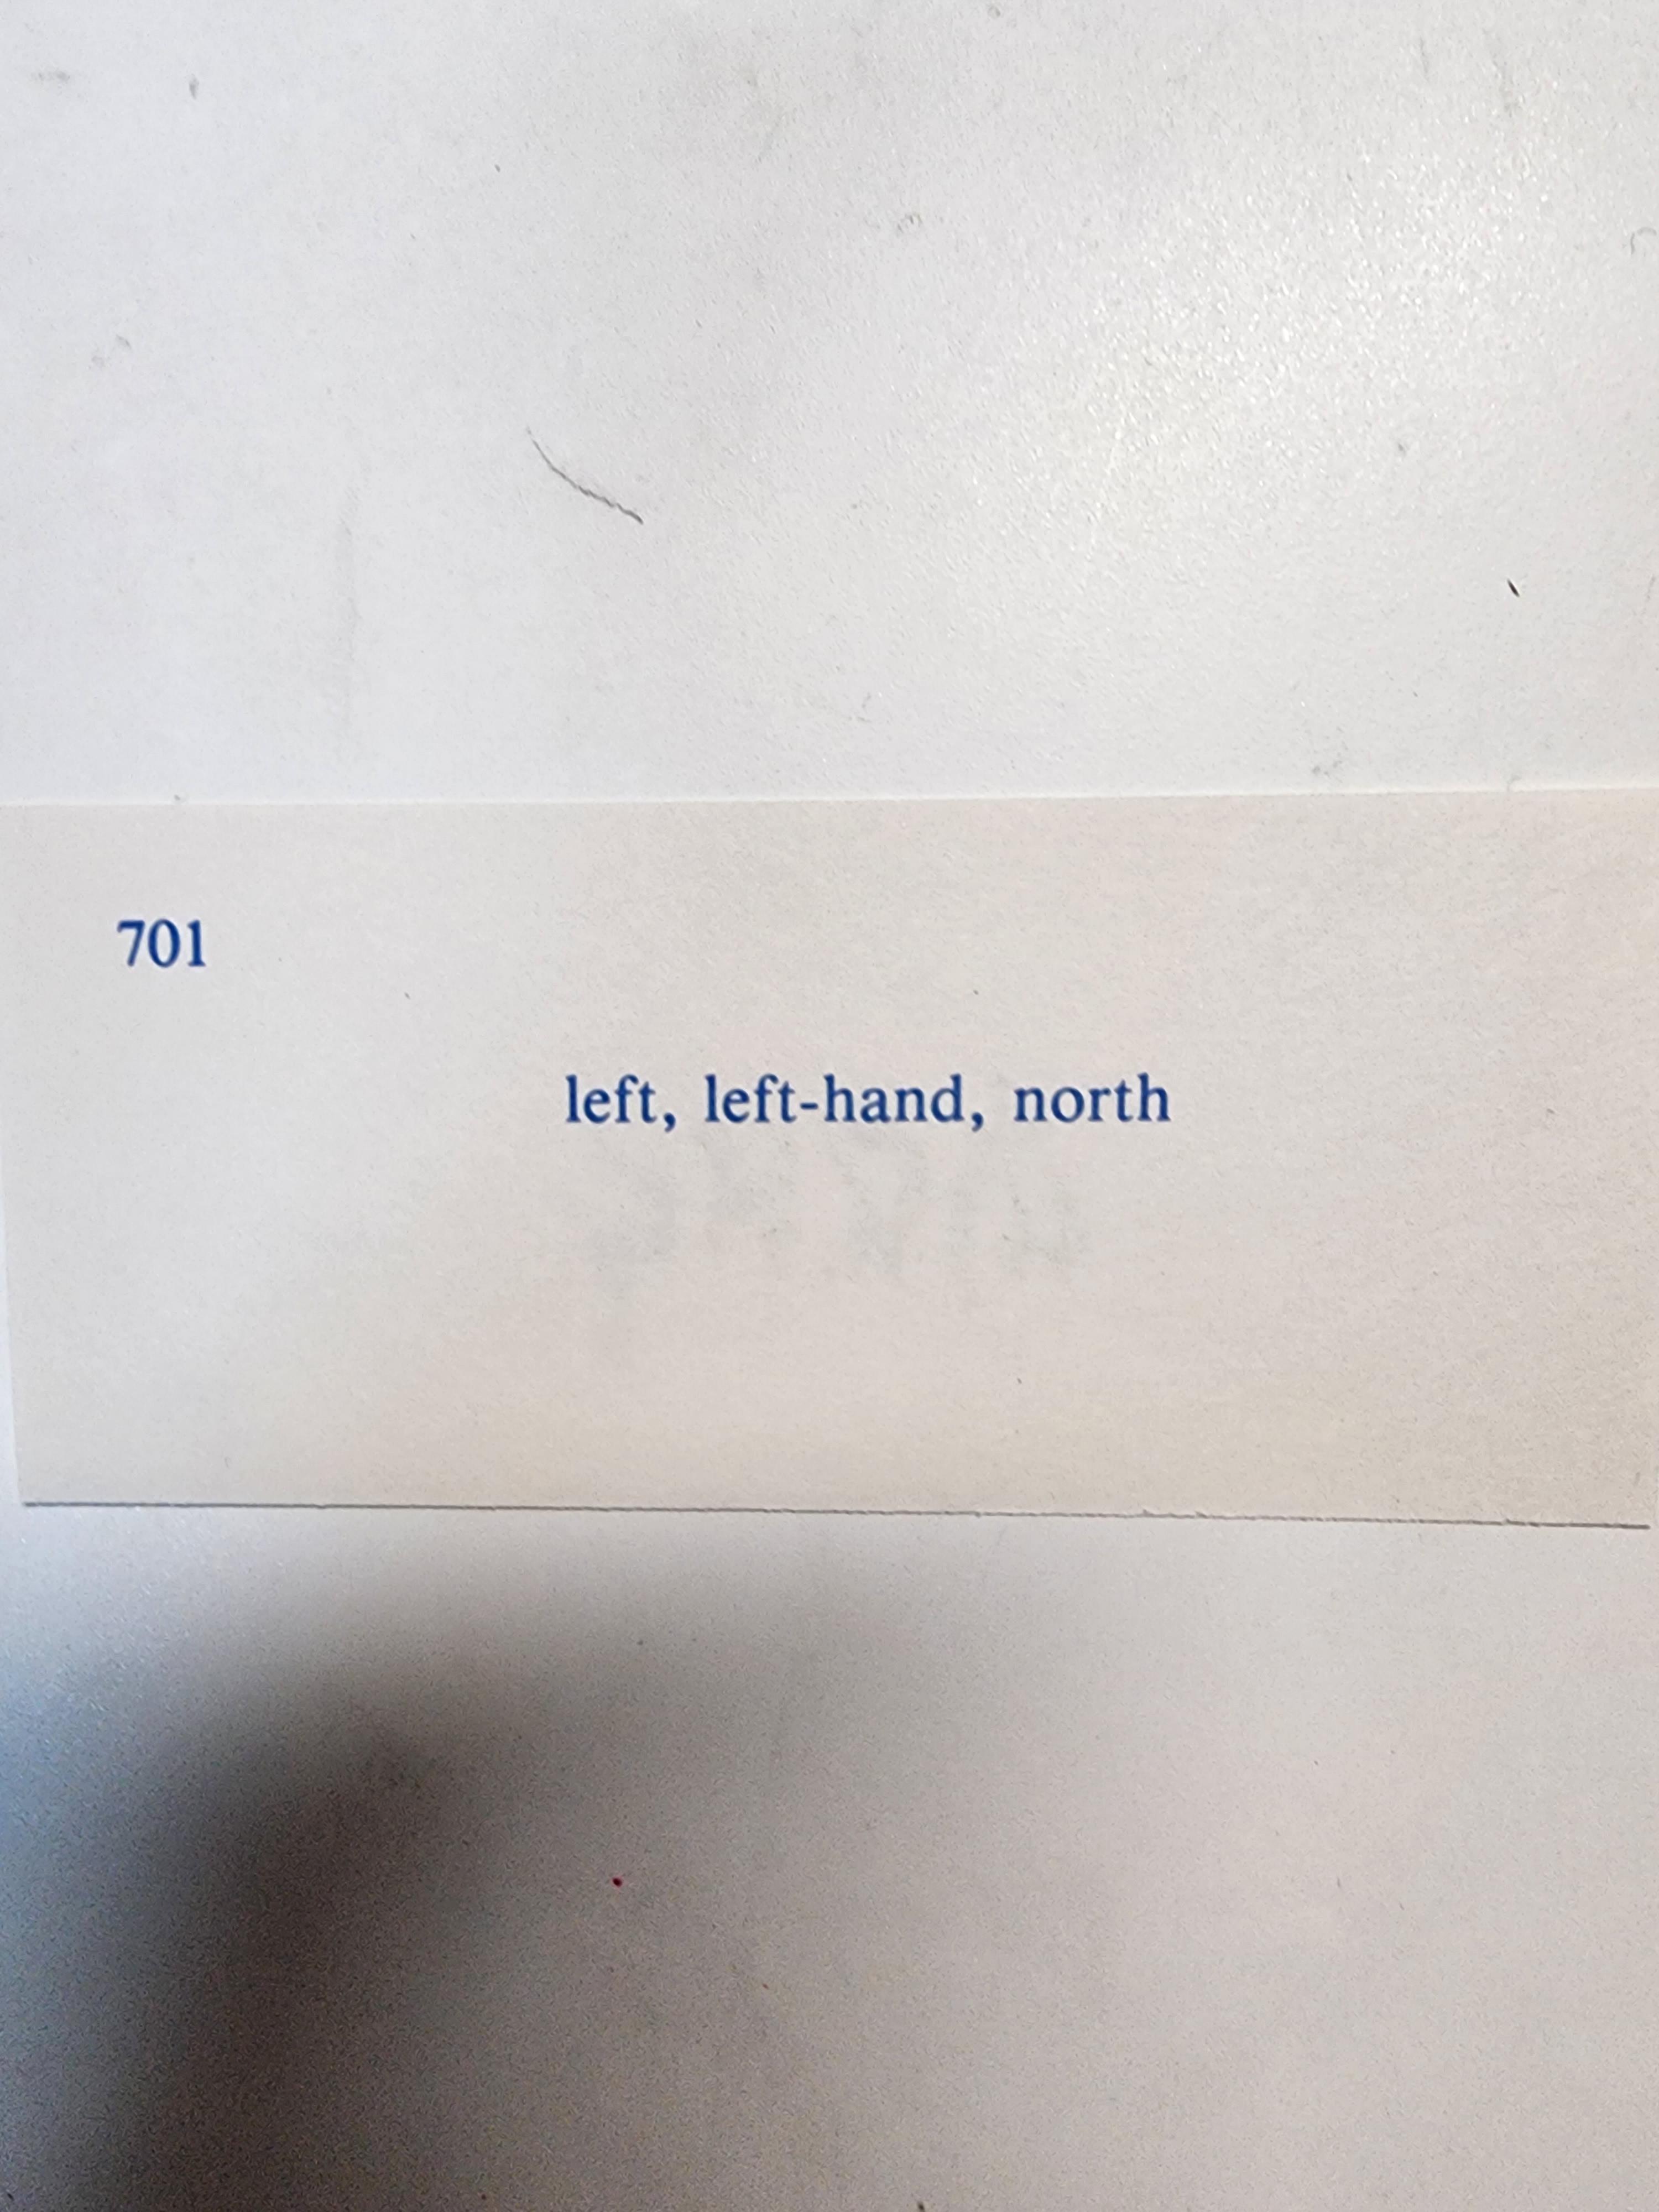 701
left, left-hand, north